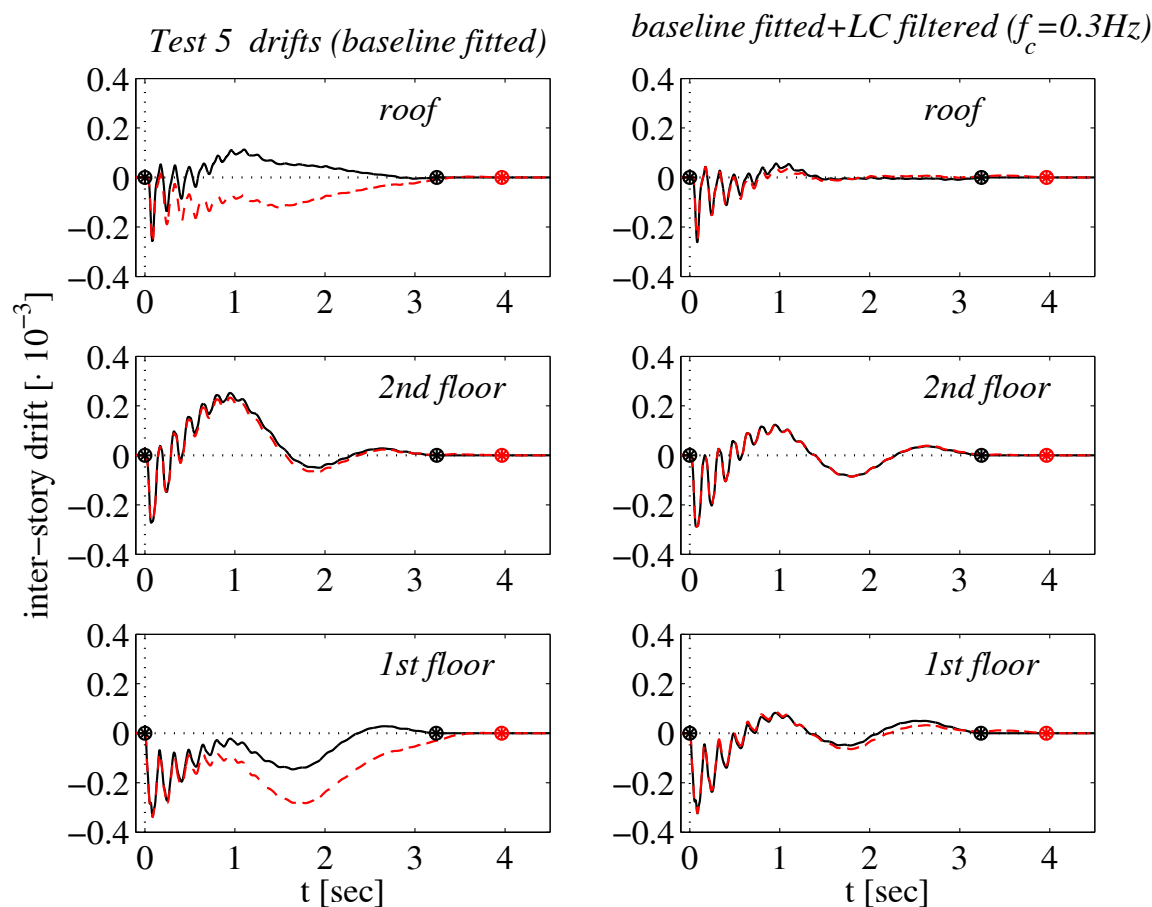 Test 5 drifts (baseline fitted)
baseline fitted+LC filtered (f_c=0.3Hz)
inter−story drift [· 10^−3]
roof
0.4
0.2
0
−0.2
−0.4
0 1 2 3 4
roof
0.4
0.2
0
−0.2
−0.4
0 1 2 3 4
2nd floor
0.4
0.2
0
−0.2
−0.4
0 1 2 3 4
2nd floor
0.4
0.2
0
−0.2
−0.4
0 1 2 3 4
1st floor
0.4
0.2
0
−0.2
−0.4
0 1 2 3 4
t [sec]
1st floor
0.4
0.2
0
−0.2
−0.4
0 1 2 3 4
t [sec]